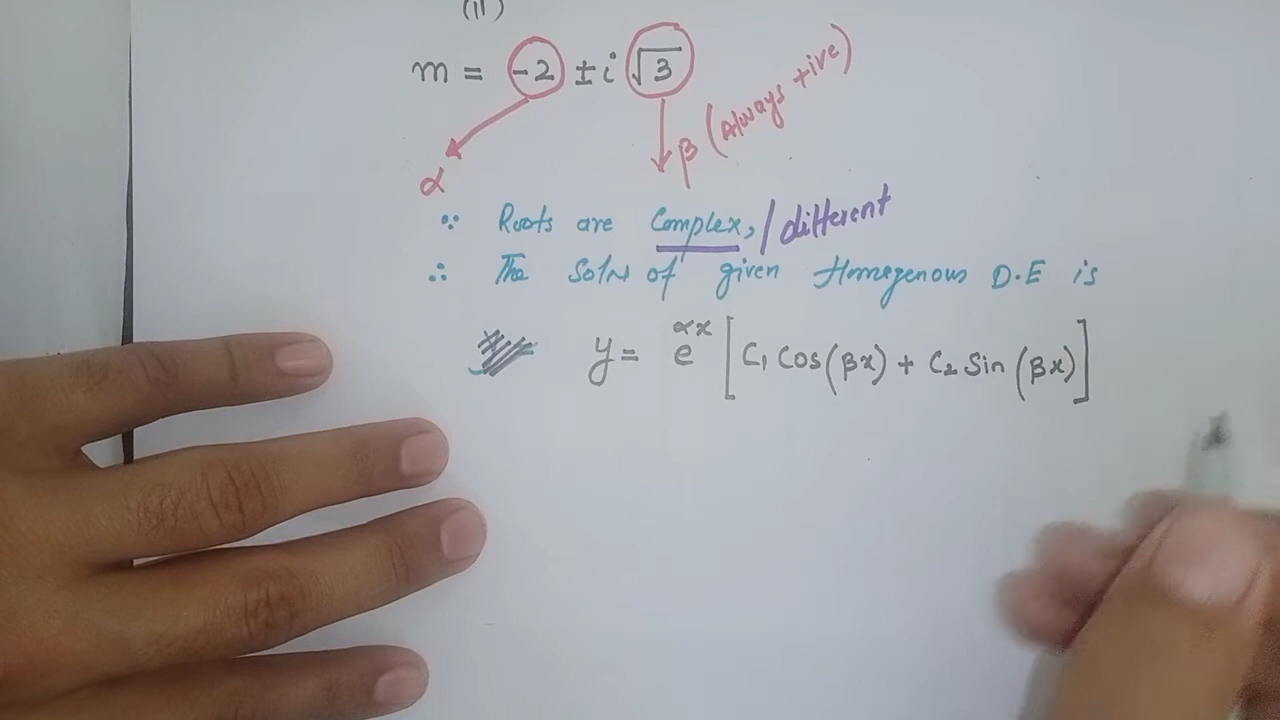 (ii)
m = -2 ± i √3
α β (Always +ive)
∵ Roots are Complex, / different
∴ The Soln of given Homogenous D.E is
y = e^αx [C₁ Cos(βx) + C₂ Sin(βx)]